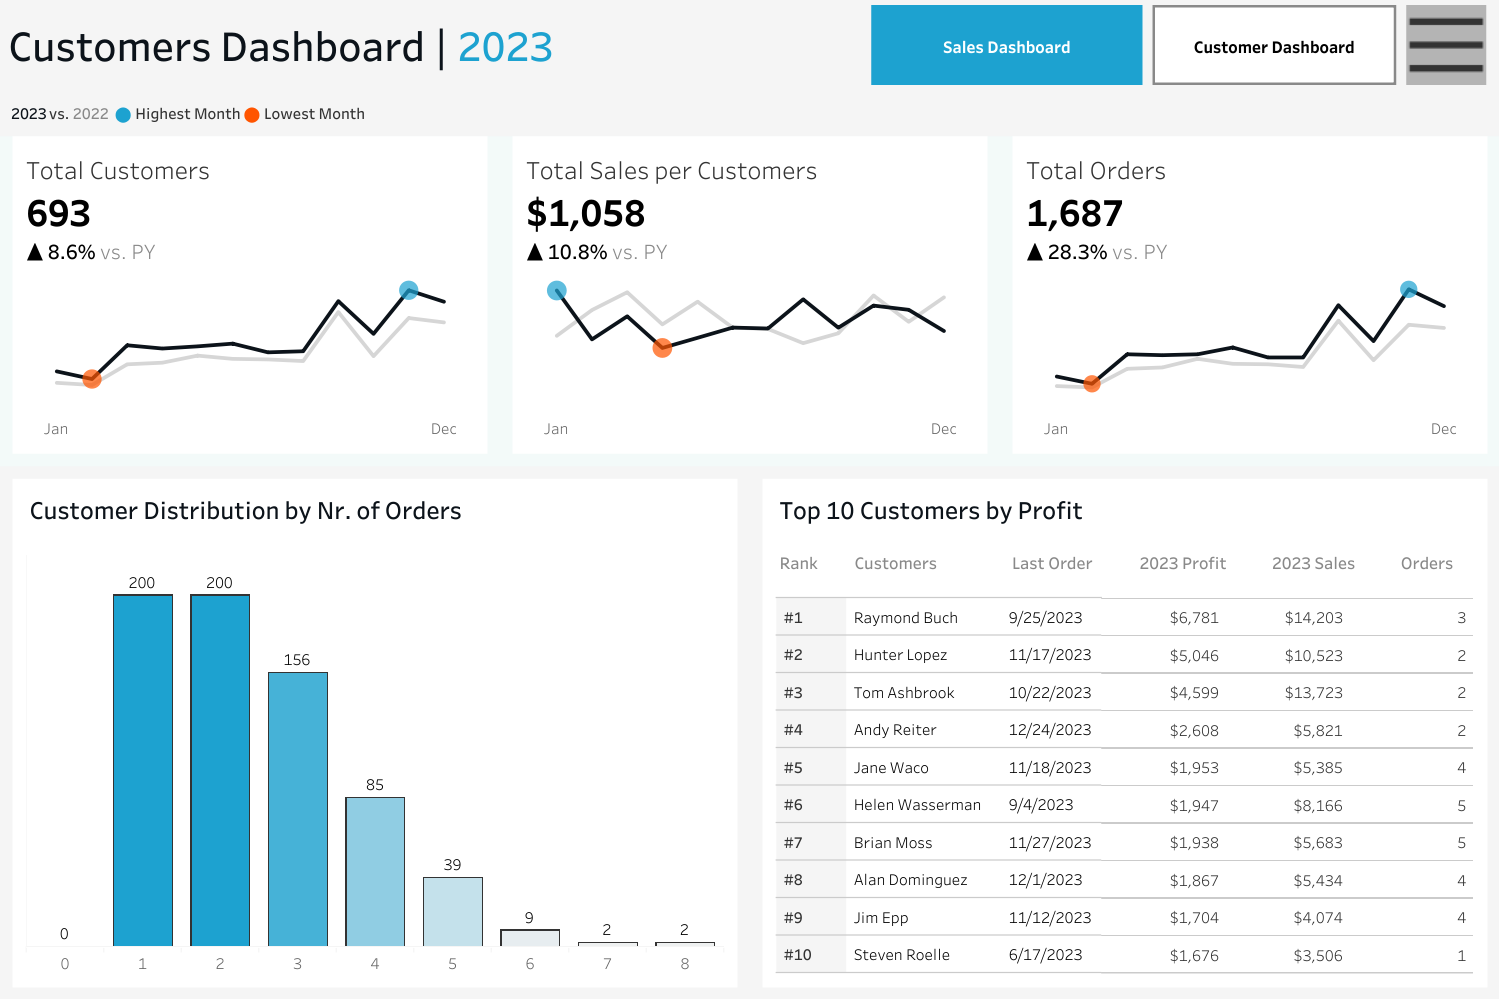 Customers Dashboard | 2023
Sales Dashboard
Customer Dashboard
2023 vs. 2022 Highest Month Lowest Month
Total Customers
693
▲ 8.6% vs. PY
Jan Dec
Total Sales per Customers
$1,058
▲ 10.8% vs. PY
Jan Dec
Total Orders
1,687
▲ 28.3% vs. PY
Jan Dec
Customer Distribution by Nr. of Orders
200 200
156
85
39
9
2 2
0
0 1 2 3 4 5 6 7 8
Top 10 Customers by Profit
Rank Customers Last Order 2023 Profit 2023 Sales Orders
#1 Raymond Buch 9/25/2023 $6,781 $14,203 3
#2 Hunter Lopez 11/17/2023 $5,046 $10,523 2
#3 Tom Ashbrook 10/22/2023 $4,599 $13,723 2
#4 Andy Reiter 12/24/2023 $2,608 $5,821 2
#5 Jane Waco 11/18/2023 $1,953 $5,385 4
#6 Helen Wasserman 9/4/2023 $1,947 $8,166 5
#7 Brian Moss 11/27/2023 $1,938 $5,683 5
#8 Alan Dominguez 12/1/2023 $1,867 $5,434 4
#9 Jim Epp 11/12/2023 $1,704 $4,074 4
#10 Steven Roelle 6/17/2023 $1,676 $3,506 1